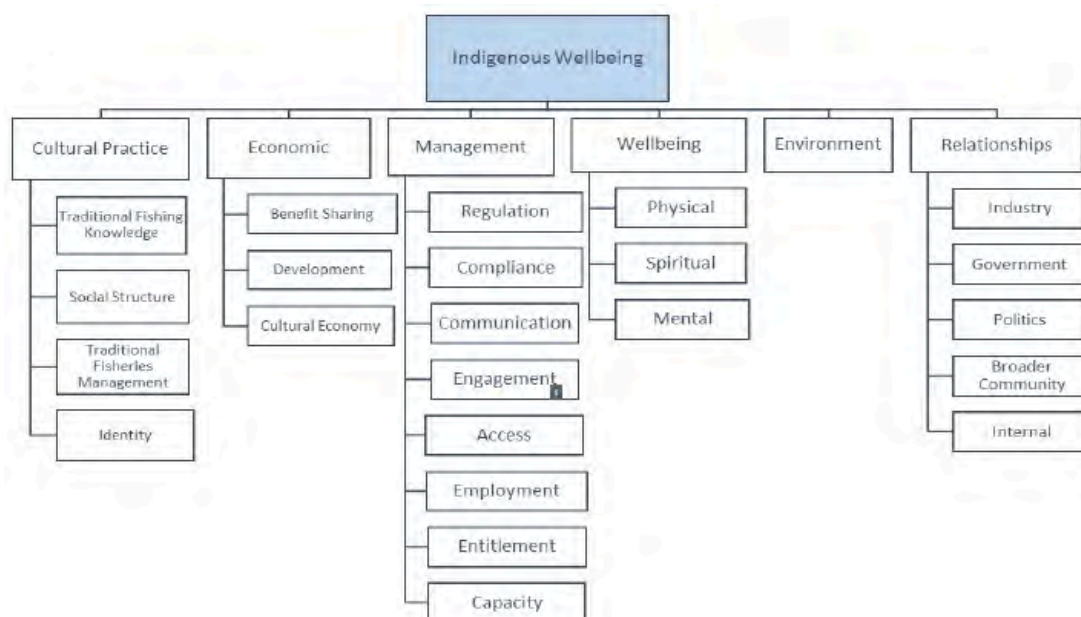 Indigenous Wellbeing
Cultural Practice
Traditional Fishing
Knowledge
Social Structure
Traditional
Fisheries
Management
Identity
Economic
Benefit Sharing
Development
Cultural Economy
Management
Regulation
Compliance
Communication
Engagement
Access
Employment
Entitlement
Capacity
Wellbeing
Physical
Spiritual
Mental
Environment
Relationships
Industry
Government
Politics
Broader
Community
Internal